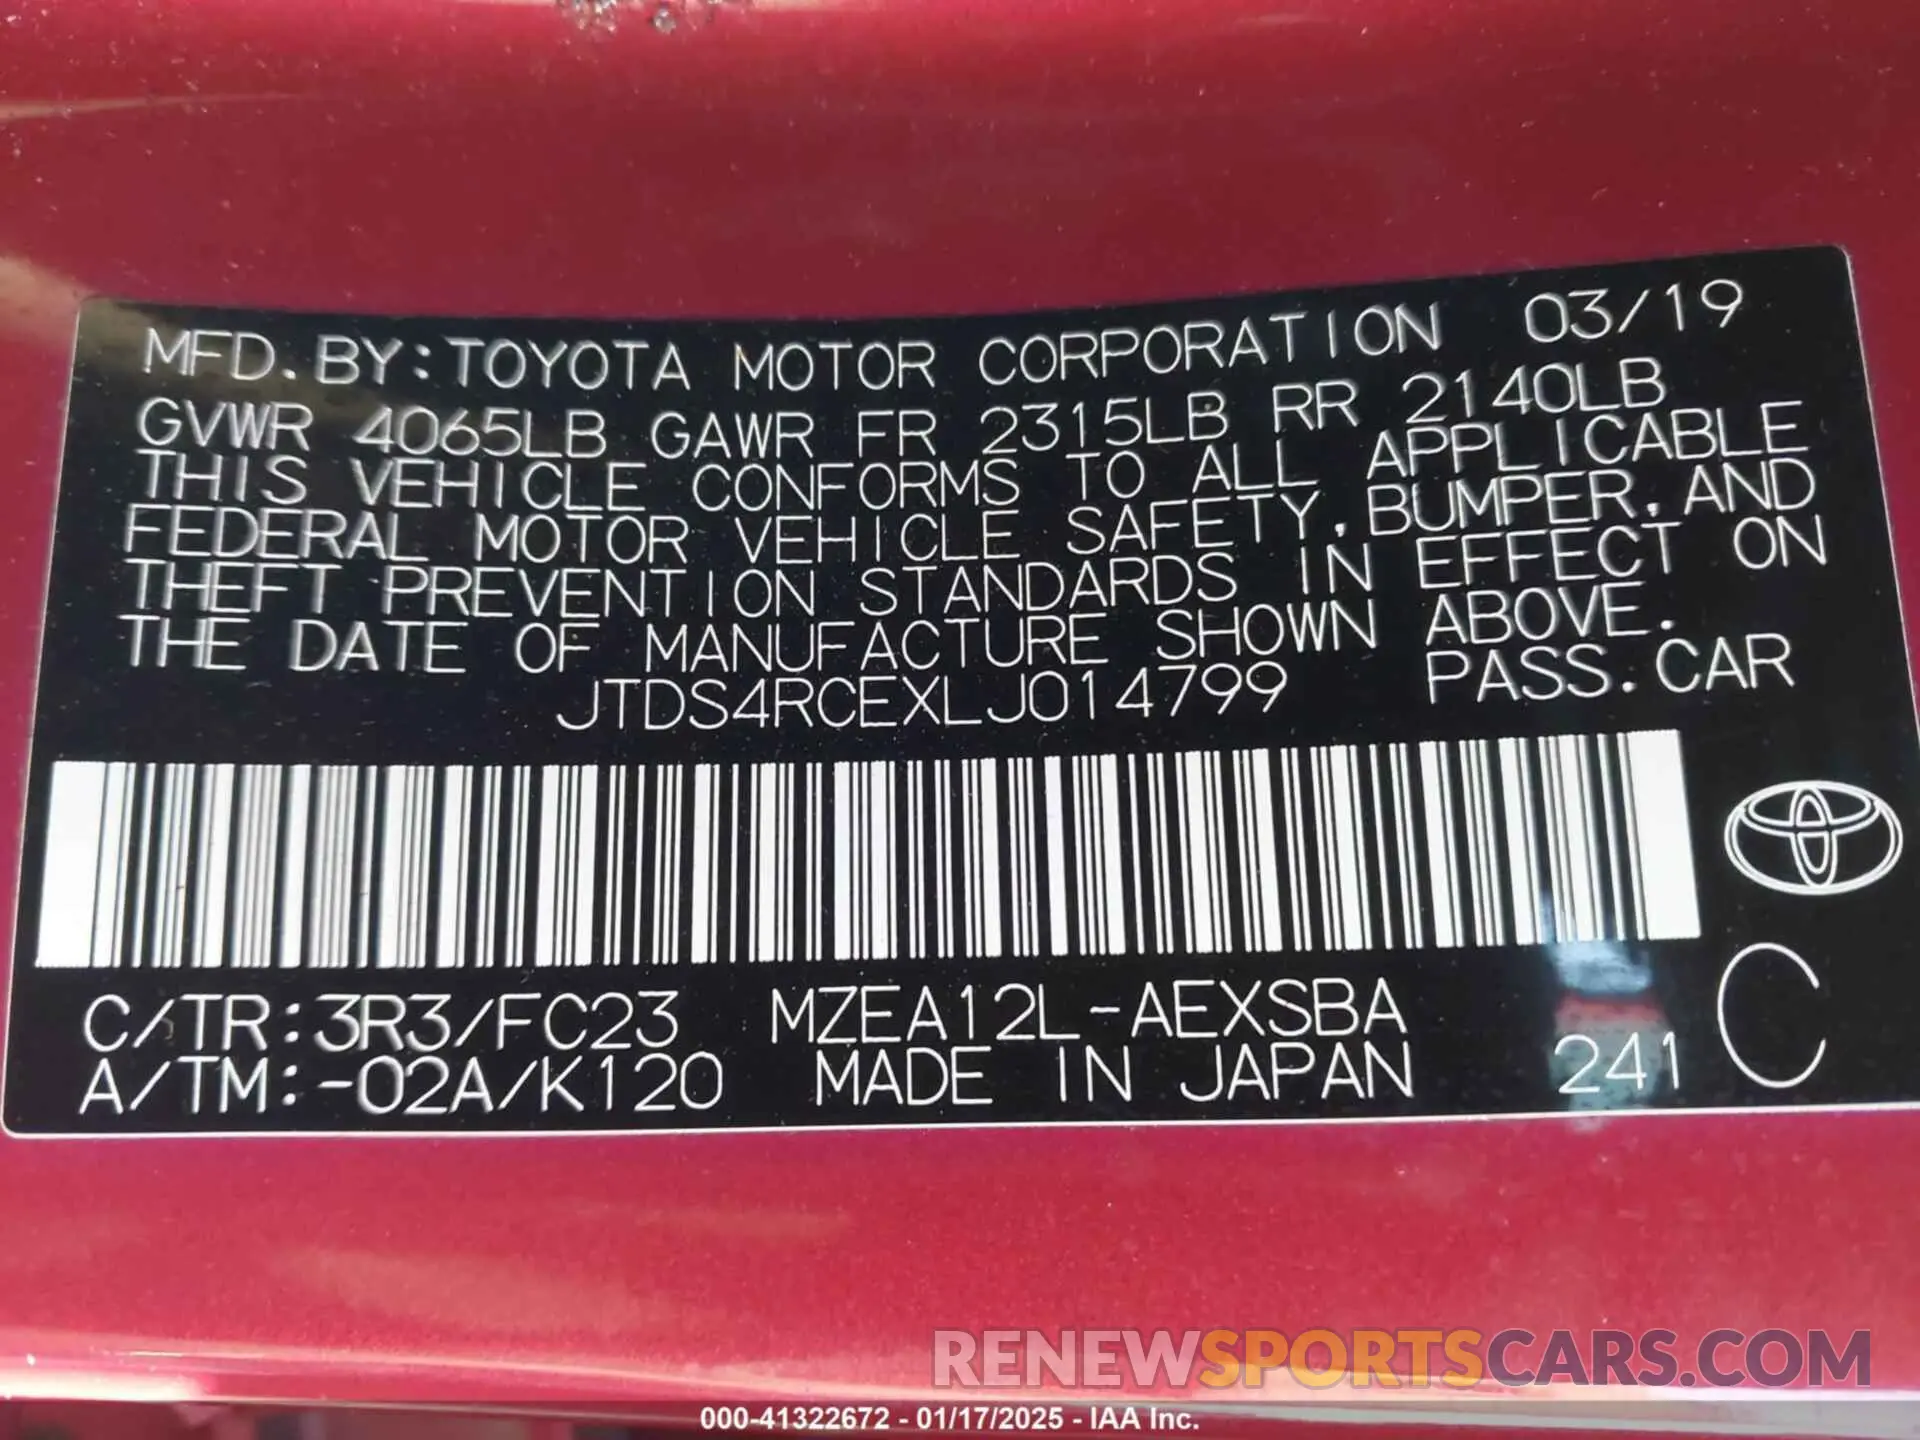 MFD. BY: TOYOTA MOTOR CORPORATION 03/19
GVWR 4065LB GAWR FR 2315LB RR 2140LB
THIS VEHICLE CONFORMS TO ALL APPLICABLE
FEDERAL MOTOR VEHICLE SAFETY, BUMPER, AND
THEFT PREVENTION STANDARDS IN EFFECT ON
THE DATE OF MANUFACTURE SHOWN ABOVE.
JTDS4RCEXLJ014799 PASS. CAR
C/TR: 3R3/FC23 MZEA12L-AEXSBA
A/TM: -02A/K120 MADE IN JAPAN 241 C
RENEWSPORTSCARS.COM
000-41322672 - 01/17/2025 - IAA Inc.